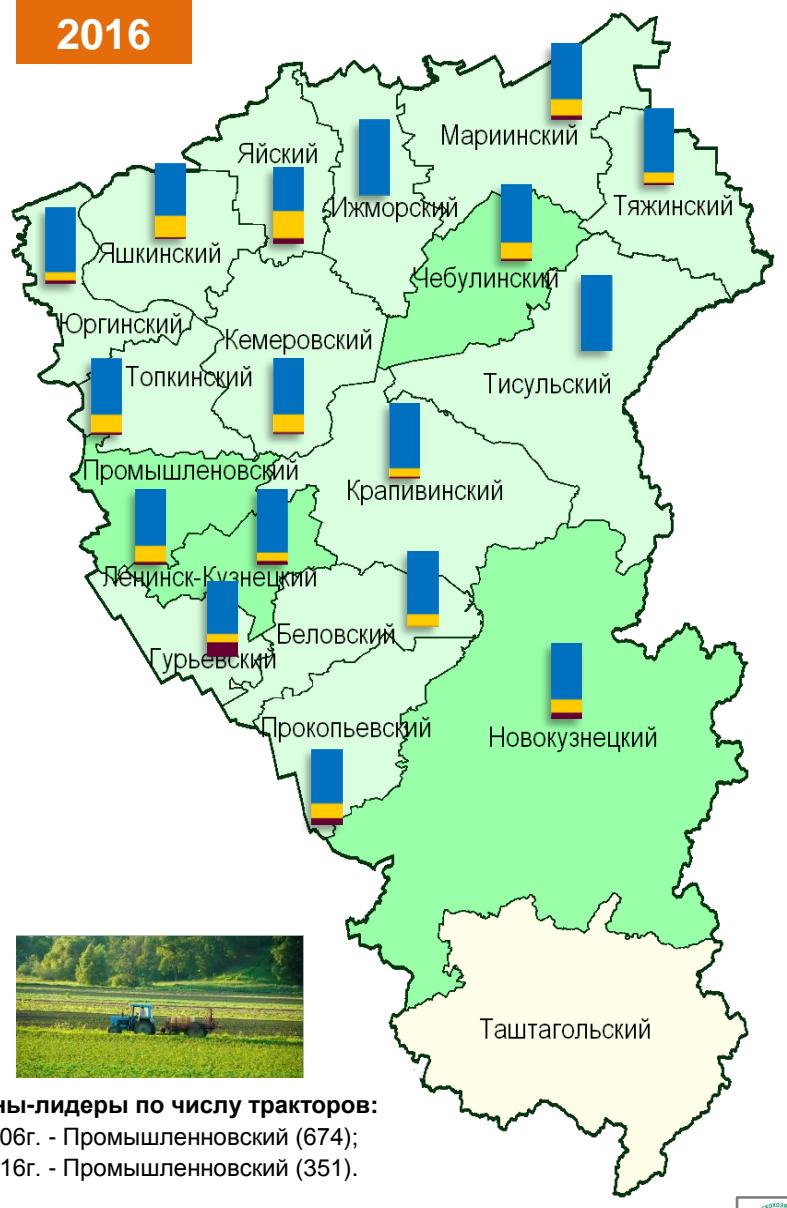 2016
Мариинский
Яйский
Ижморский
Тяжинский
Яшкинский
Чебулинский
Юргинский
Кемеровский
Топкинский
Тисульский
Промышленовский
Крапивинский
Ленинск-Кузнецкий
Беловский
Гурьевский
Прокопьевский
Новокузнецкий
Таштагольский
ны-лидеры по числу тракторов:
06г. - Промышленновский (674);
16г. - Промышленновский (351).